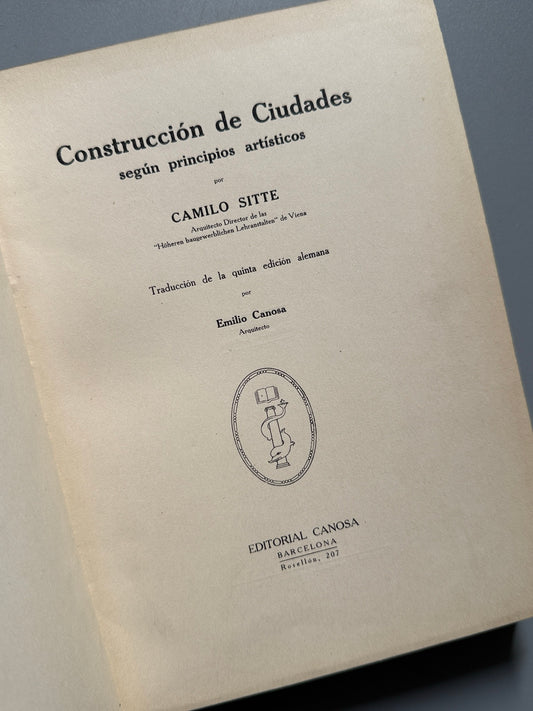 Construcción de Ciudades
según principios artísticos
por
CAMILO SITTE
Arquitecto Director de las
"Höheren baugewerblichen Lehranstalten" de Viena
Traducción de la quinta edición alemana
por
Emilio Canosa
Arquitecto
EDITORIAL CANOSA
BARCELONA
Rosellón, 207